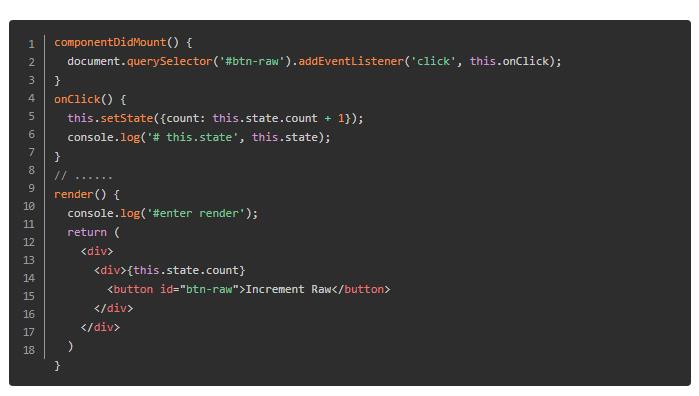 1 componentDidMount() {
2 document.querySelector('#btn-raw').addEventListener('click', this.onClick);
3 }
4 onClick() {
5 this.setState({count: this.state.count + 1});
6 console.log('# this.state', this.state);
7 }
8 // ......
9 render() {
10 console.log('#enter render');
11 return (
12 <div>
13 <div>{this.state.count}
14 <button id="btn-raw">Increment Raw</button>
15 </div>
16 </div>
17 )
18 }